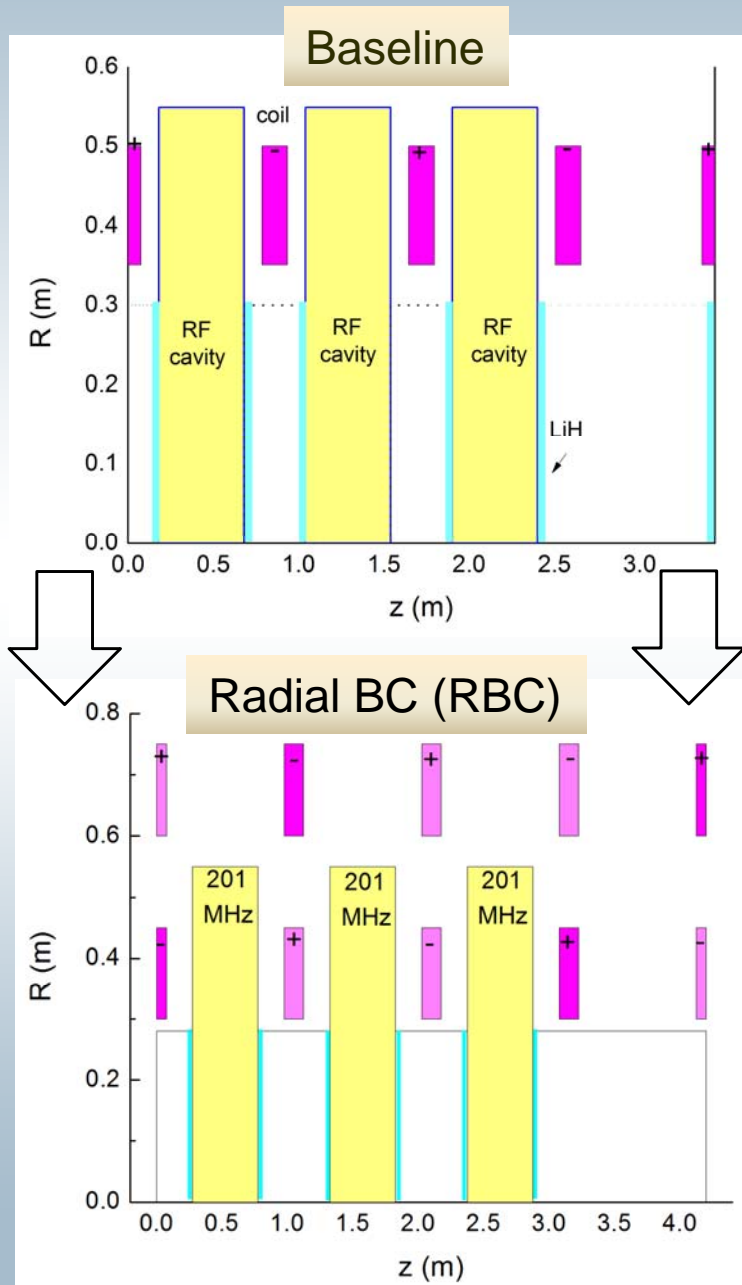 Baseline
0.6
0.5
0.4
0.3
0.2
0.1
0.0
R (m)
coil
+ - + - +
RF RF RF
cavity cavity cavity
LiH
0.0 0.5 1.0 1.5 2.0 2.5 3.0
z (m)
Radial BC (RBC)
0.8
0.6
0.4
0.2
0.0
R (m)
+ - + - +
201 201 201
MHz MHz MHz
- + - + -
0.0 0.5 1.0 1.5 2.0 2.5 3.0 3.5 4.0
z (m)